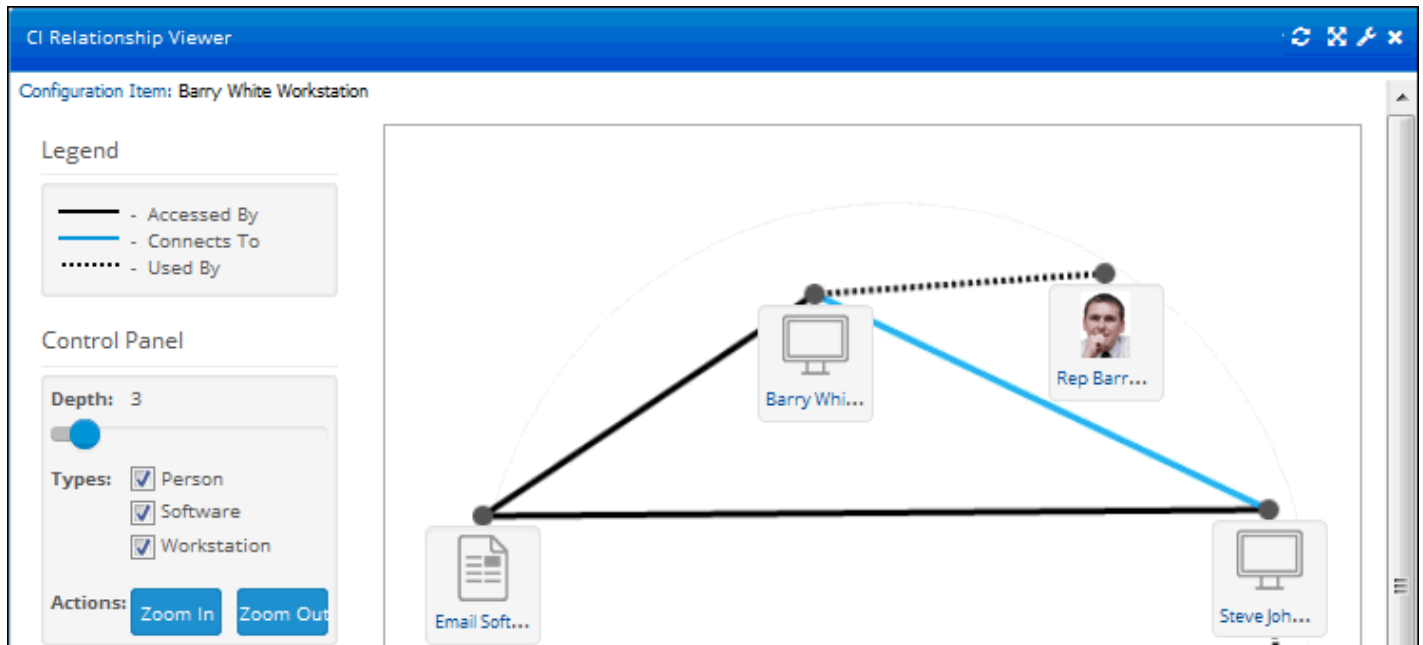 CI Relationship Viewer
Configuration Item: Barry White Workstation
Legend
- Accessed By
- Connects To
- Used By
Control Panel
Depth: 3
Types: Person
Software
Workstation
Actions: Zoom In Zoom Out
Rep Barr...
Barry Whi...
Email Soft...
Steve Joh...